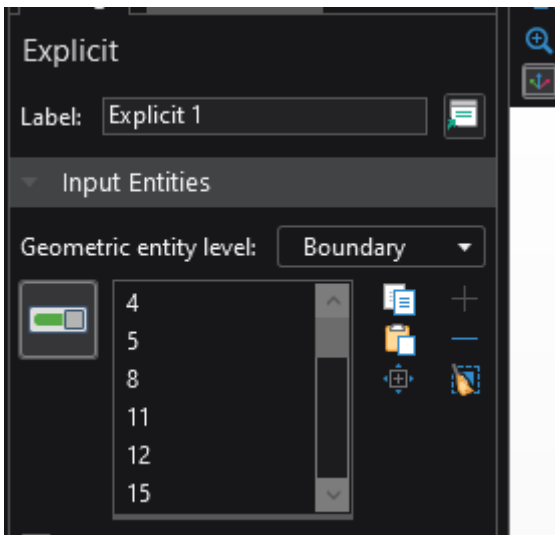 Explicit
Label: Explicit 1
Input Entities
Geometric entity level: Boundary
4
5
8
11
12
15